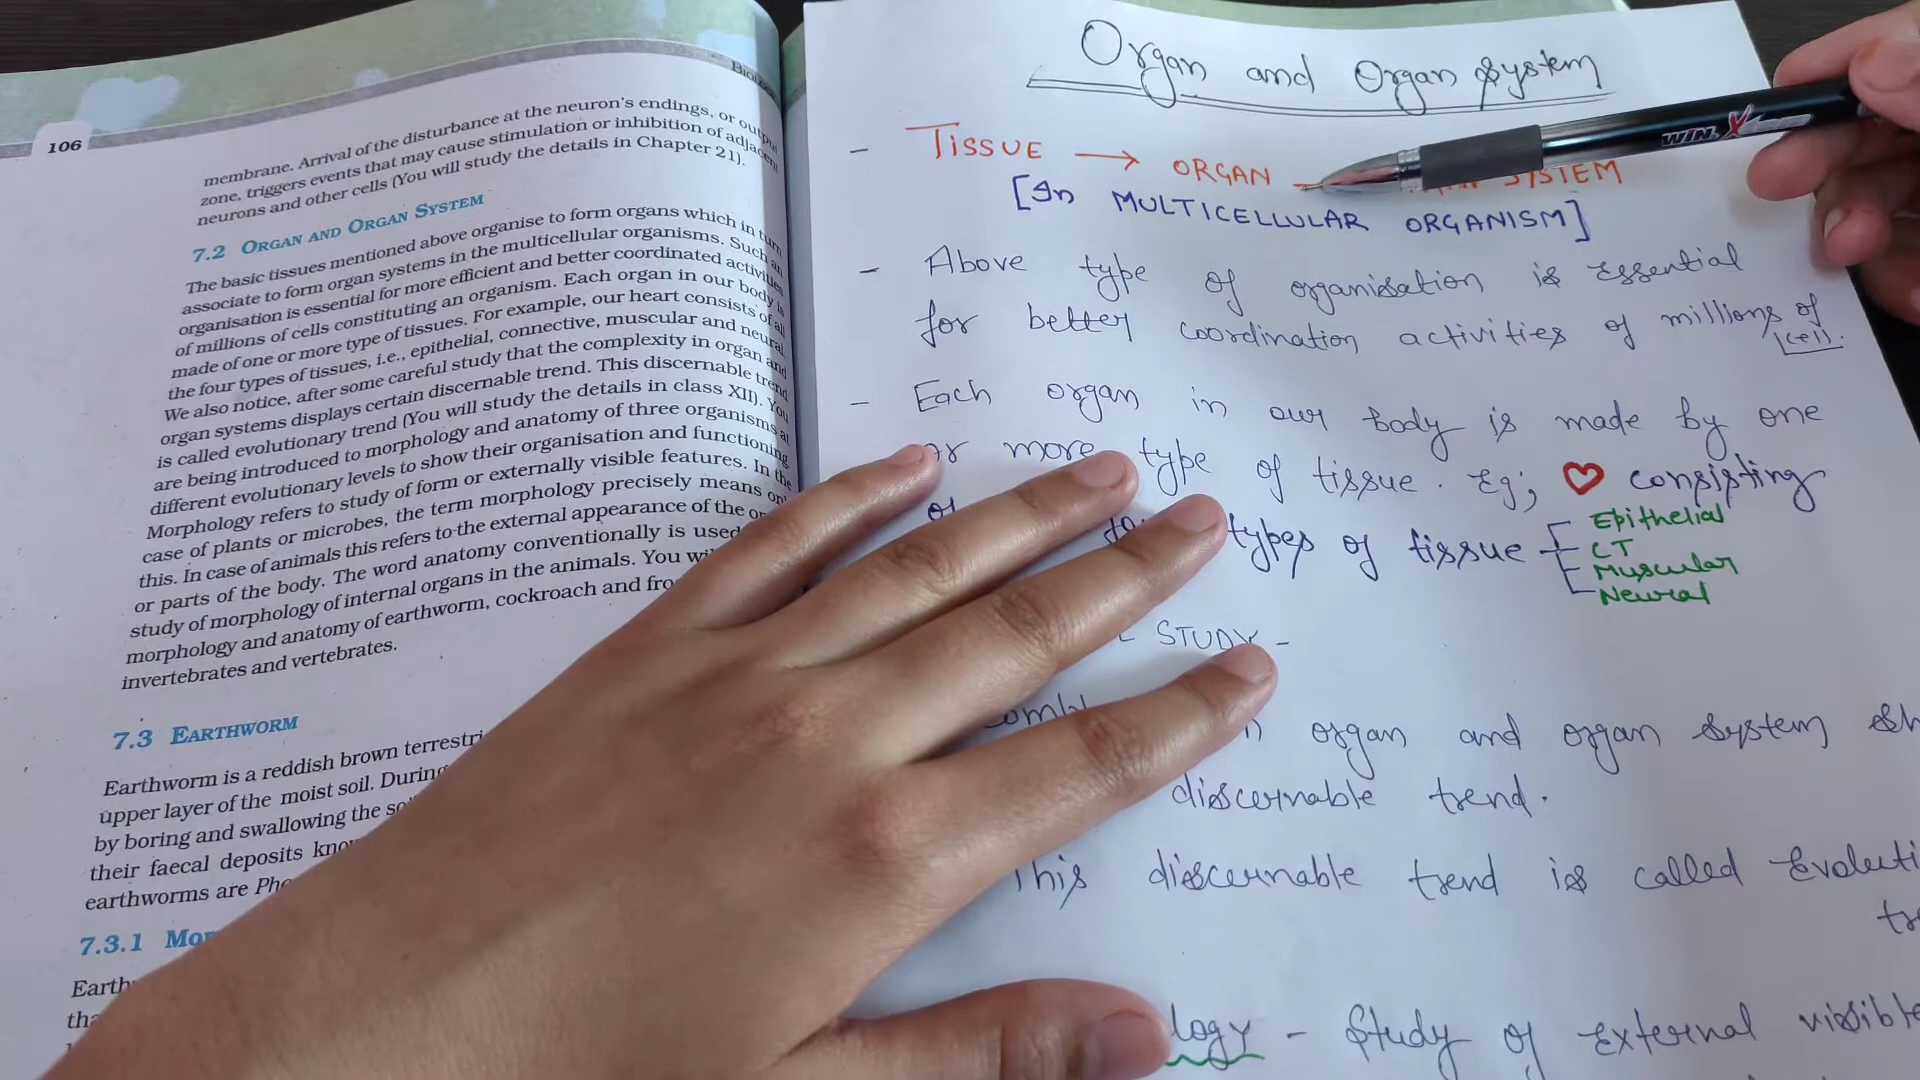 106
membrane. Arrival of the disturbance at the neuron's endings, or output
zone, triggers events that may cause stimulation or inhibition of adjacent
neurons and other cells (You will study the details in Chapter 21).
7.2 ORGAN AND ORGAN SYSTEM
The basic tissues mentioned above organise to form organs which in turn
associate to form organ systems in the multicellular organisms. Such an
organisation is essential for more efficient and better coordinated activities
of millions of cells constituting an organism. Each organ in our body is
made of one or more type of tissues. For example, our heart consists of all
the four types of tissues, i.e., epithelial, connective, muscular and neural.
We also notice, after some careful study that the complexity in organ and
organ systems displays certain discernable trend. This discernable trend
is called evolutionary trend (You will study the details in class XII). You
are being introduced to morphology and anatomy of three organisms at
different evolutionary levels to show their organisation and functioning.
Morphology refers to study of form or externally visible features. In the
case of plants or microbes, the term morphology precisely means only
this. In case of animals this refers to the external appearance of the
or parts of the body. The word anatomy conventionally is used
study of morphology of internal organs in the animals. You
morphology and anatomy of earthworm, cockroach and
invertebrates and vertebrates.
7.3 EARTHWORM
Earthworm is a reddish brown
upper layer of the moist soil.
by boring and swallowing the
their faecal deposits
earthworms are
7.3.1
Organ and Organ System
- TISSUE → ORGAN SYSTEM
[In MULTICELLULAR ORGANISM]
- Above type of organisation is essential
for better coordination activities of millions of
cell.
- Each organ in our body is made by one
or more type of tissue. Eg; ♡ consisting
types of tissue
Epithelial
CT
Muscular
Neural
STUDY -
organ and organ system
discernable trend.
This discernable trend is called
- Study of external visible
WIN X